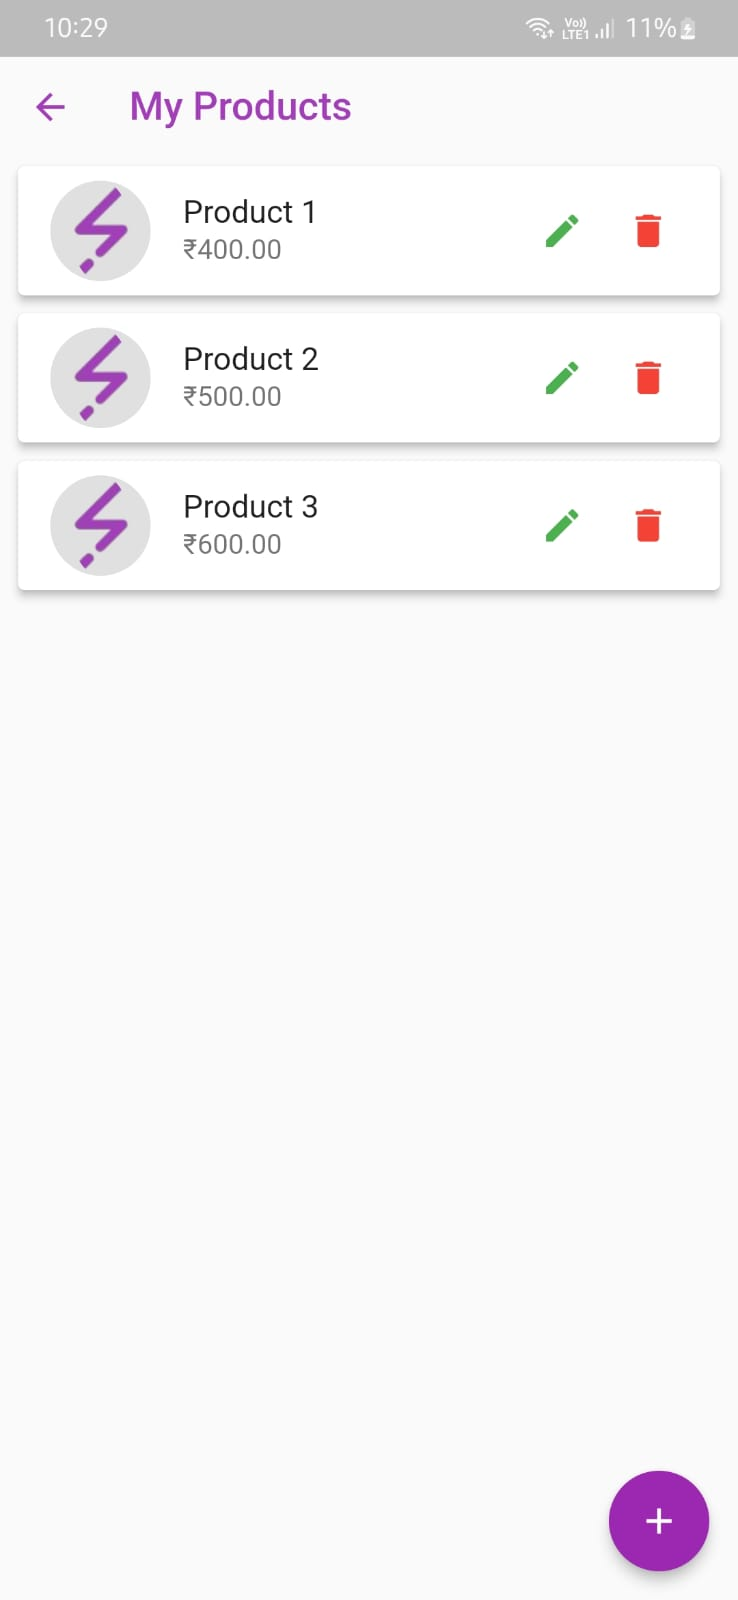 10:29
Vo))
LTE1
11%
My Products
Product 1
₹400.00
Product 2
₹500.00
Product 3
₹600.00